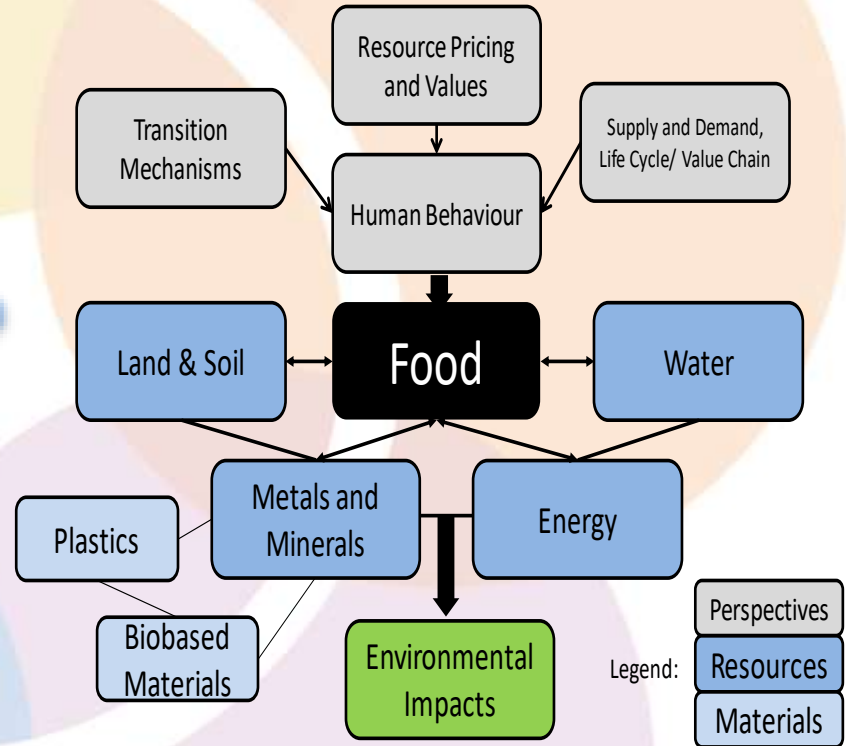 Resource Pricing
and Values
Transition
Mechanisms
Supply and Demand,
Life Cycle/ Value Chain
Human Behaviour
Land & Soil
Food
Water
Metals and
Minerals
Energy
Plastics
Biobased
Materials
Environmental
Impacts
Legend:
Perspectives
Resources
Materials